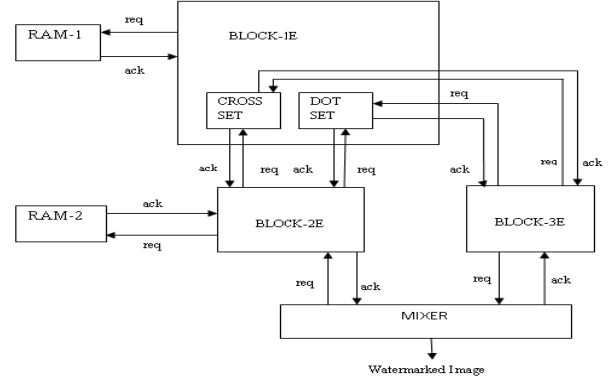 req
RAM-1
BLOCK-1E
ack
CROSS
SET
DOT
SET
req
ack
req
ack
req
ack
req
ack
RAM-2
ack
req
BLOCK-2E
BLOCK-3E
req
ack
req
ack
MIXER
Watermarked Image